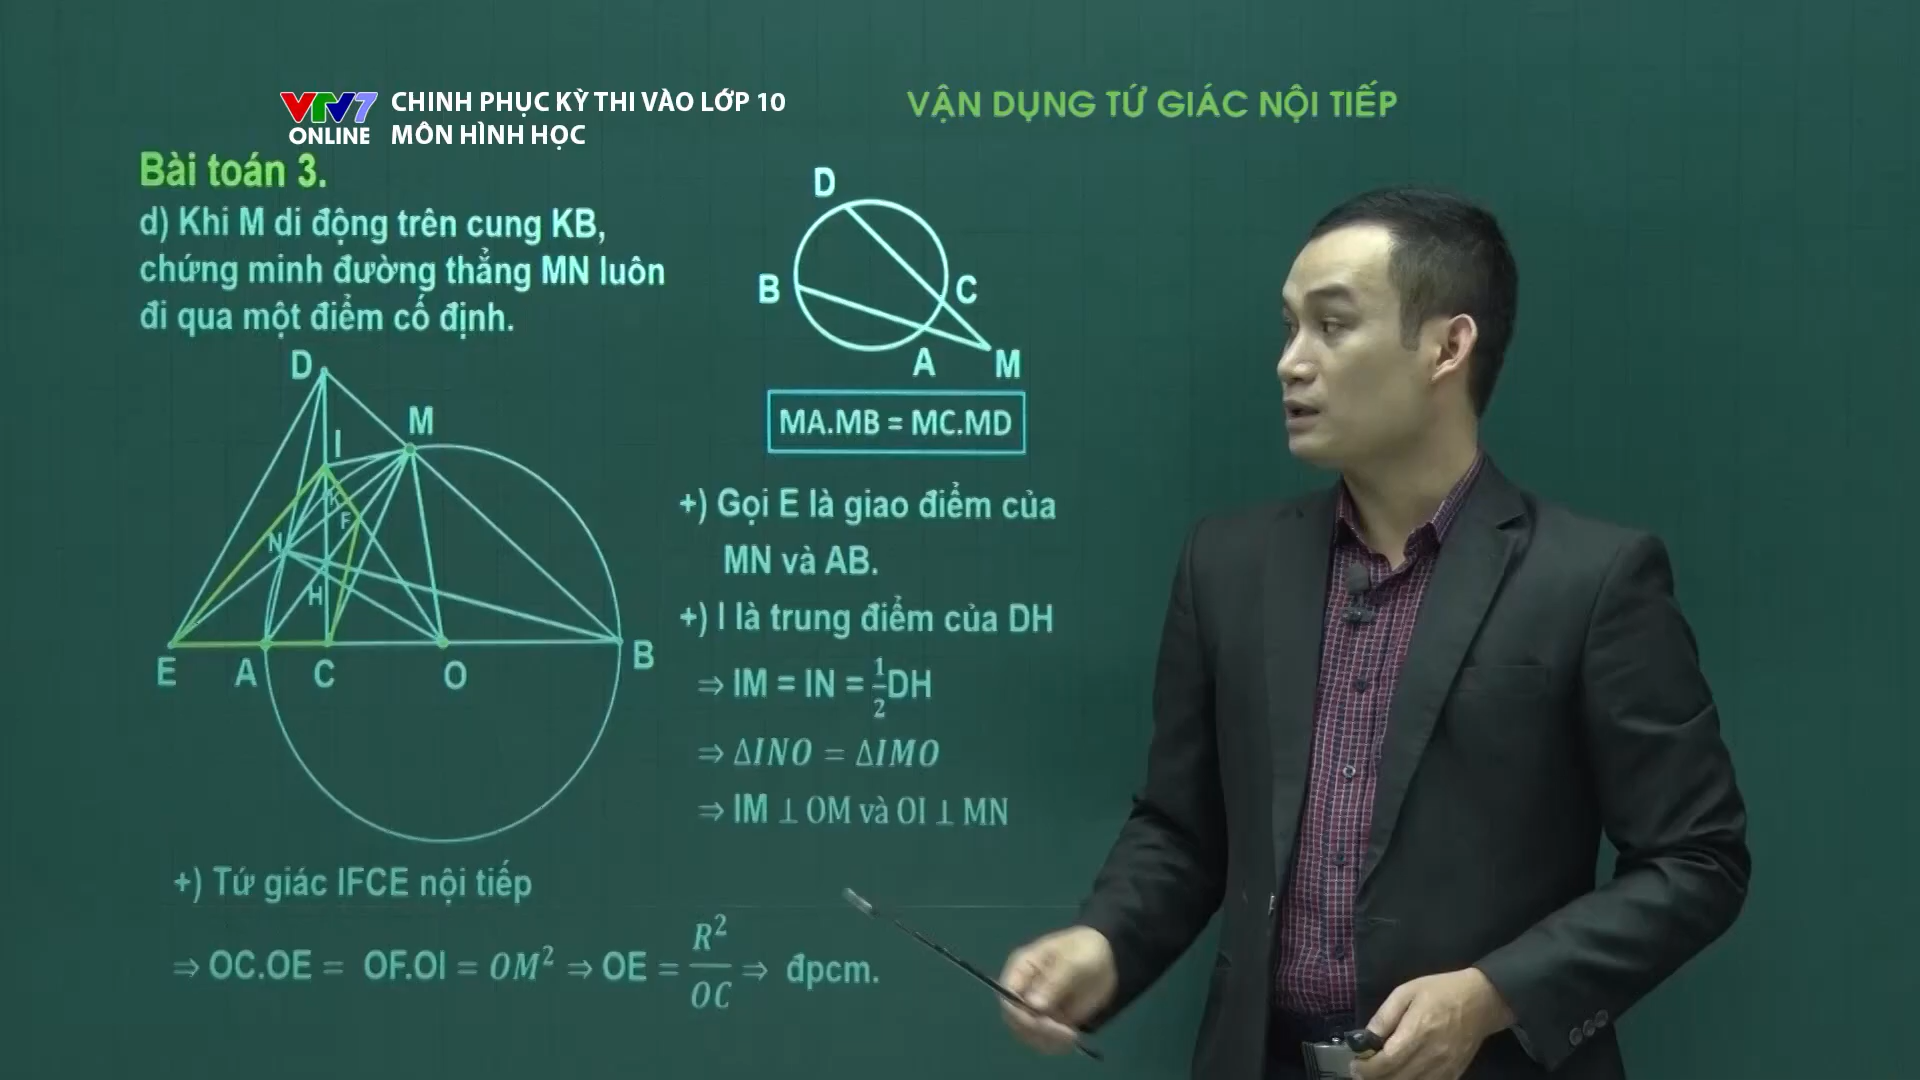 VTV7
ONLINE
CHINH PHỤC KỲ THI VÀO LỚP 10
MÔN HÌNH HỌC
VẬN DỤNG TỨ GIÁC NỘI TIẾP
Bài toán 3.
d) Khi M di động trên cung KB,
chứng minh đường thẳng MN luôn
đi qua một điểm cố định.
D
M
I
K
F
N
H
E
A
C
O
B
D
B
C
A
M
MA.MB = MC.MD
+) Gọi E là giao điểm của
MN và AB.
+) I là trung điểm của DH
⇒ IM = IN = 1/2 DH
⇒ ΔINO = ΔIMO
⇒ IM ⊥ OM và OI ⊥ MN
+) Tứ giác IFCE nội tiếp
⇒ OC.OE = OF.OI = OM² ⇒ OE = R²/OC ⇒ đpcm.